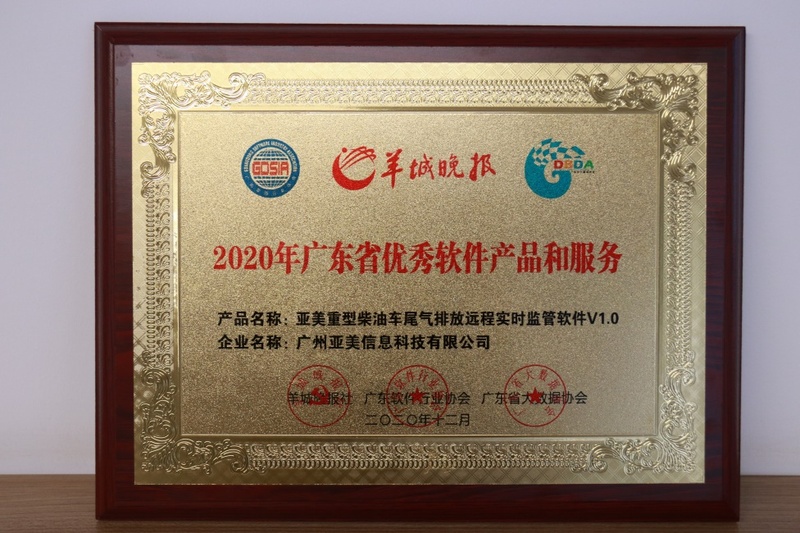 GDSIA
羊城晚报
DBDA
2020年广东省优秀软件产品和服务
产品名称：亚美重型柴油车尾气排放远程实时监管软件V1.0
企业名称：广州亚美信息科技有限公司
羊城晚报社 广东软件行业协会 广东省大数据协会
二〇二〇年十二月